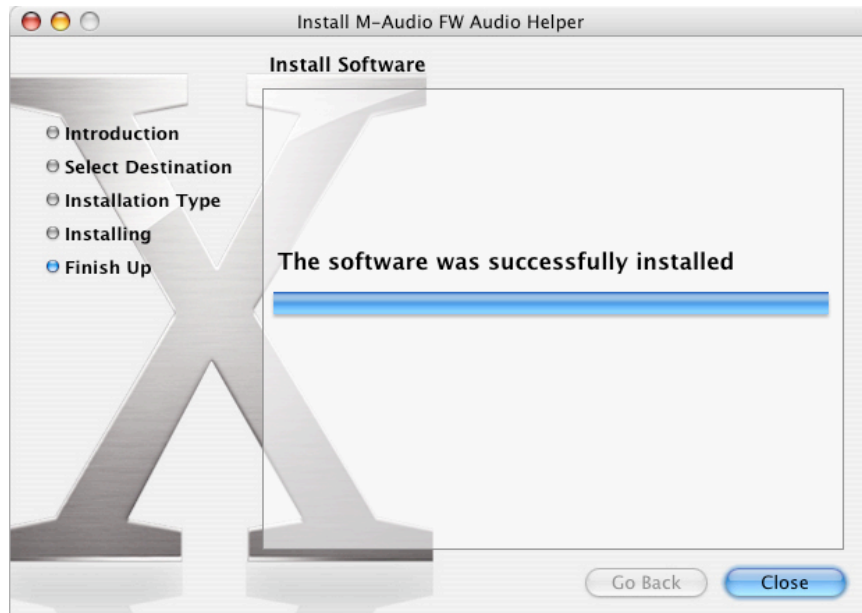 Install M-Audio FW Audio Helper
Install Software
Introduction
Select Destination
Installation Type
Installing
Finish Up
The software was successfully installed
Go Back
Close